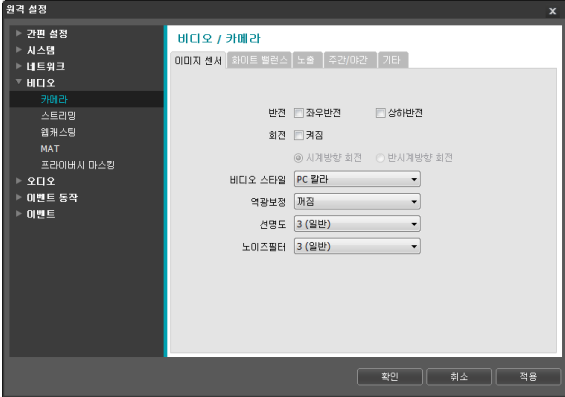 원격 설정
x
간편 설정
시스템
네트워크
비디오
카메라
스트리밍
웹캐스팅
MAT
프라이버시 마스킹
오디오
이벤트 동작
이벤트
비디오 / 카메라
이미지 센서 화이트 밸런스 노출 주간/야간 기타
반전 좌우반전 상하반전
회전 켜짐
시계방향 회전 반시계방향 회전
비디오 스타일 PC 칼라
역광보정 꺼짐
선명도 3 (일반)
노이즈필터 3 (일반)
확인 취소 적용